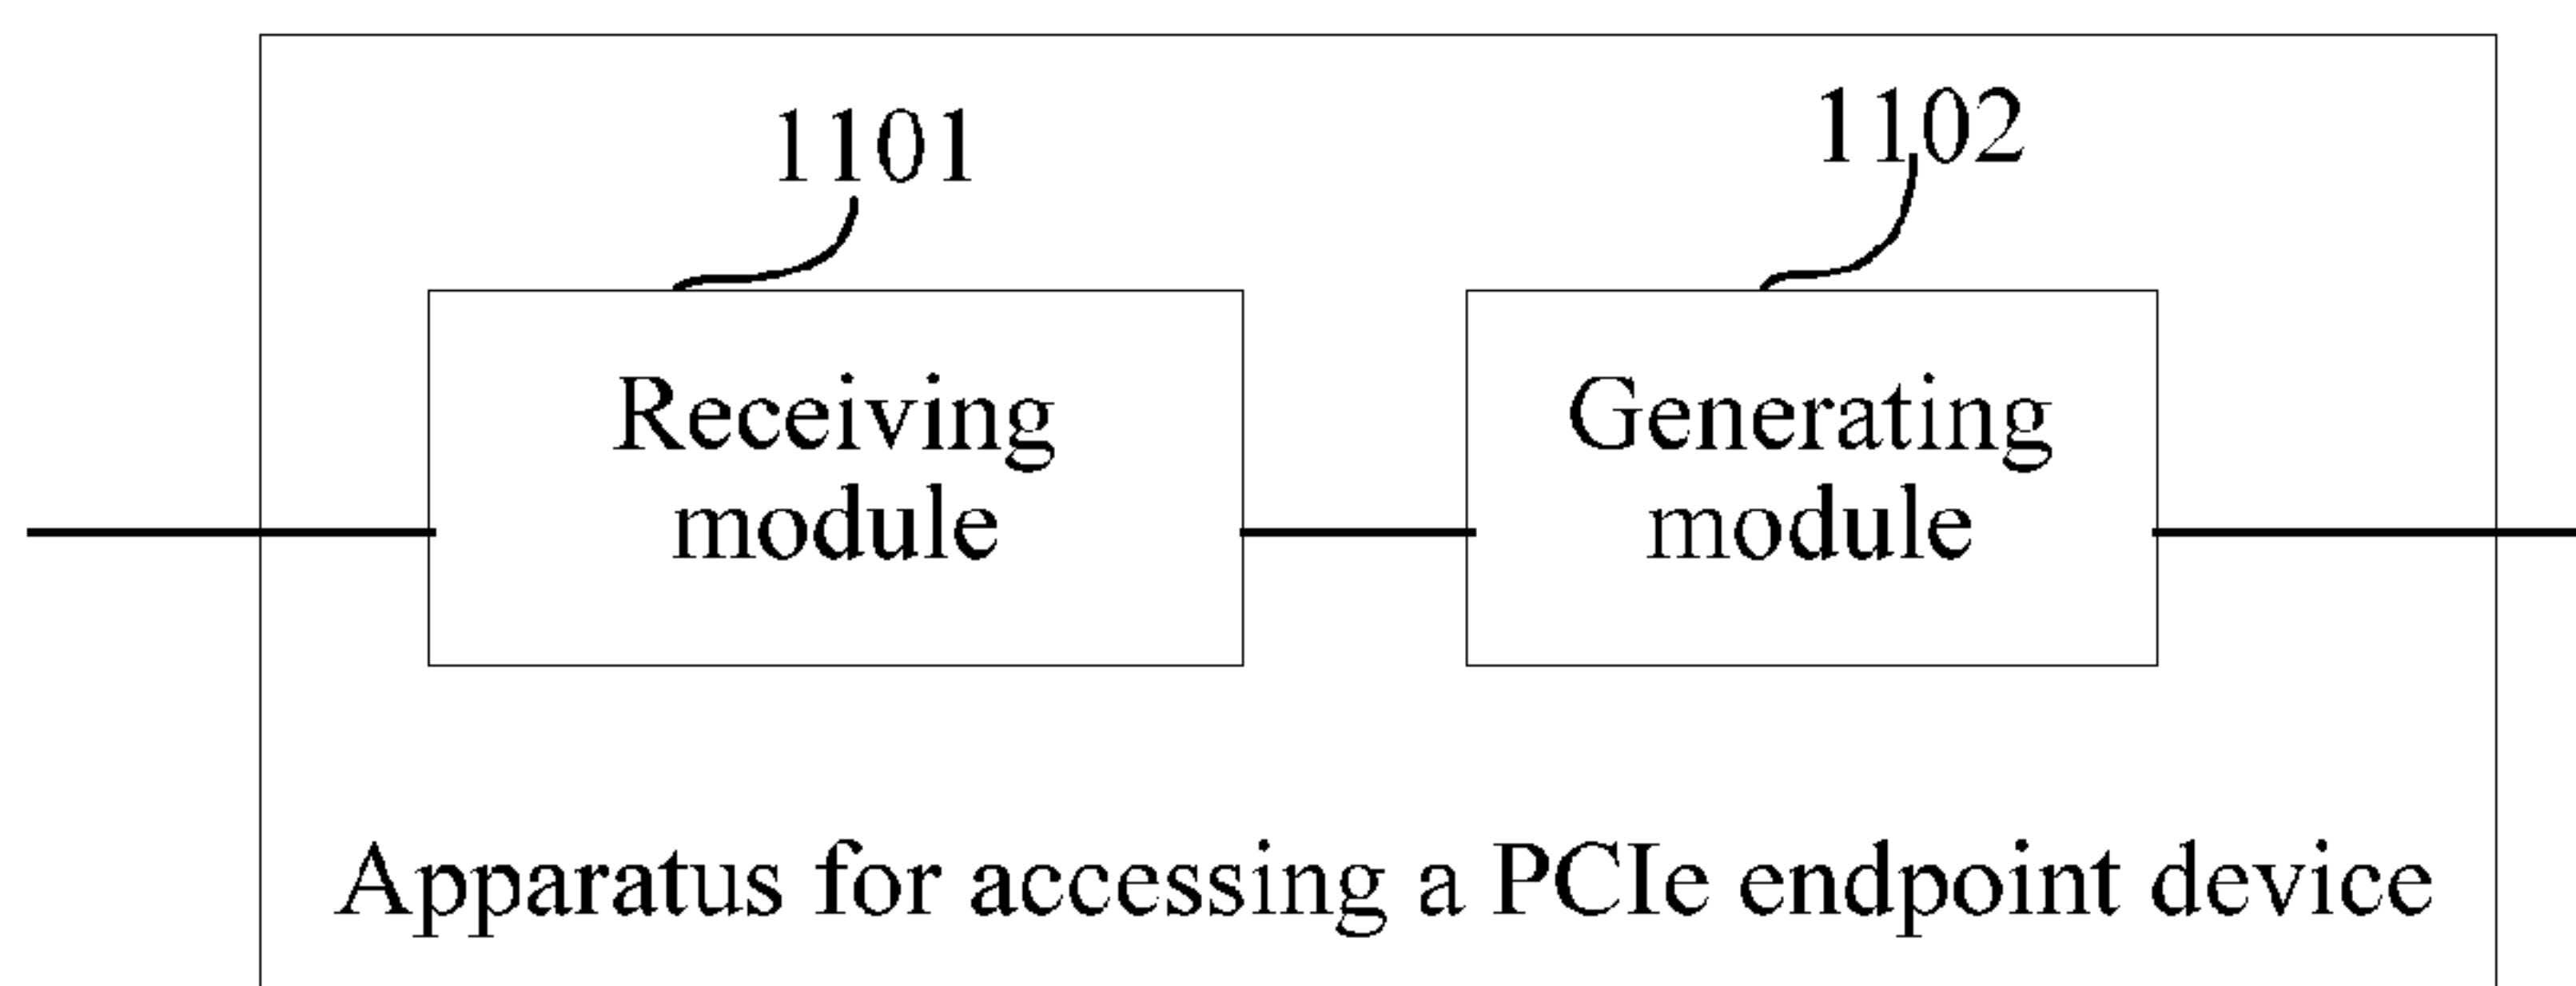 1101
1102
Receiving
module
Generating
module
Apparatus for accessing a PCIe endpoint device